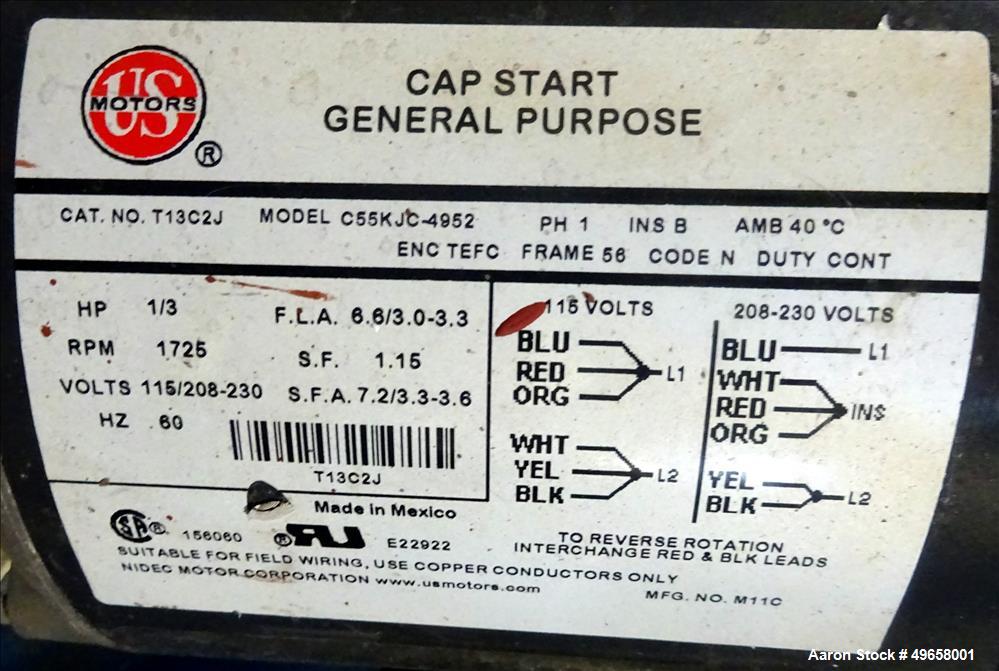 US
MOTORS
®
CAP START
GENERAL PURPOSE
CAT. NO. T13C2J MODEL C55KJC-4952 PH 1 INS B AMB 40 °C
ENC TEFC FRAME 56 CODE N DUTY CONT
HP 1/3 F.L.A. 6.6/3.0-3.3
RPM 1725 S.F. 1.15
VOLTS 115/208-230 S.F.A. 7.2/3.3-3.6
HZ 60
T13C2J
115 VOLTS
BLU
RED L1
ORG
WHT
YEL L2
BLK
208-230 VOLTS
BLU L1
WHT
RED INS
ORG
YEL L2
BLK
Made in Mexico
SA ® 156060 ® RU E22922
TO REVERSE ROTATION
INTERCHANGE RED & BLK LEADS
SUITABLE FOR FIELD WIRING, USE COPPER CONDUCTORS ONLY
NIDEC MOTOR CORPORATION www.usmotors.com
MFG. NO. M11C
Aaron Stock # 49658001